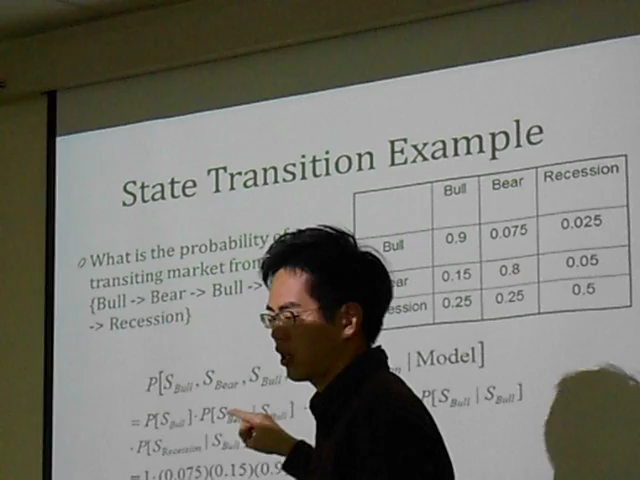 State Transition Example
What is the probability of
transiting market from
{Bull -> Bear -> Bull ->
-> Recession}
Bull Bear Recession
Bull 0.9 0.075 0.025
ear 0.15 0.8 0.05
ession 0.25 0.25 0.5
P[S_Bull, S_Bear, S_Bull | Model]
= P[S_Bull] · P[S | S_Bull] · P[S_Bull | S_Bull]
· P[S_Recession | S_Bull
=1·(0.075)(0.15)(0.9